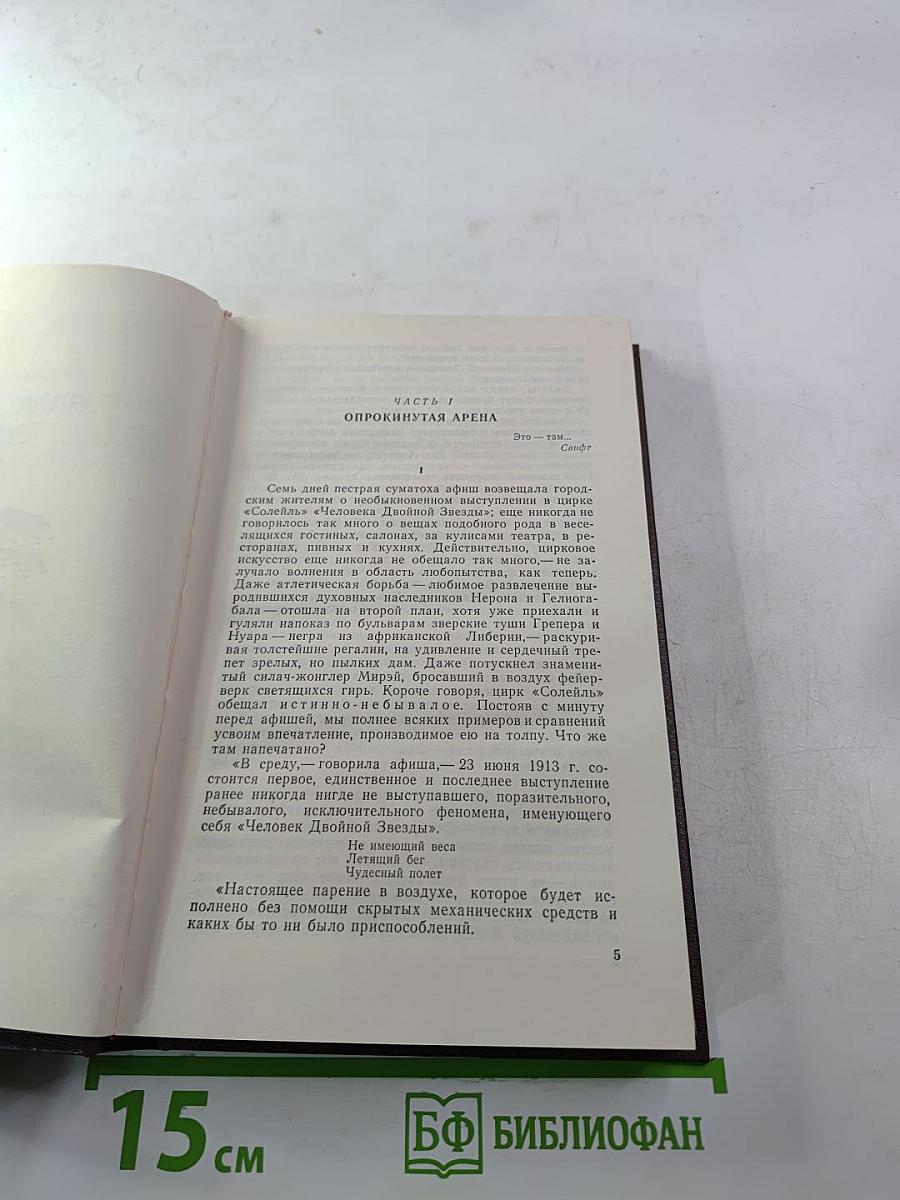 ЧАСТЬ I
ОПРОКИНУТАЯ АРЕНА
Это — там...
Свифт
I
Семь дней пестрая суматоха афиш возвещала город-
ским жителям о необыкновенном выступлении в цирке
«Солейль» «Человека Двойной Звезды»; еще никогда не
говорилось так много о вещах подобного рода в весе-
лящихся гостиных, салонах, за кулисами театра, в ре-
сторанах, пивных и кухнях. Действительно, цирковое
искусство еще никогда не обещало так много,— не за-
лучало волнения в область любопытства, как теперь.
Даже атлетическая борьба — любимое развлечение вы-
родившихся духовных наследников Нерона и Гелиога-
бала — отошла на второй план, хотя уже приехали и
гуляли напоказ по бульварам зверские туши Грепера и
Нуара — негра из африканской Либерии,— раскури-
вая толстейшие регалии, на удивление и сердечный тре-
пет зрелых, но пылких дам. Даже потускнел знамени-
тый силач-жонглер Мирэй, бросавший в воздух фейер-
верк светящихся гирь. Короче говоря, цирк «Солейль»
обещал истинно-небывалое. Постояв с минуту
перед афишей, мы полнее всяких примеров и сравнений
усвоим впечатление, производимое ею на толпу. Что же
там напечатано?
«В среду,— говорила афиша,— 23 июня 1913 г. со-
стоится первое, единственное и последнее выступление
ранее никогда нигде не выступавшего, поразительного,
небывалого, исключительного феномена, именующего
себя «Человек Двойной Звезды».
Не имеющий веса
Летящий бег
Чудесный полет
«Настоящее парение в воздухе, которое будет ис-
полнено без помощи скрытых механических средств и
каких бы то ни было приспособлений.
5
15 см
БФ БИБЛИОФАН